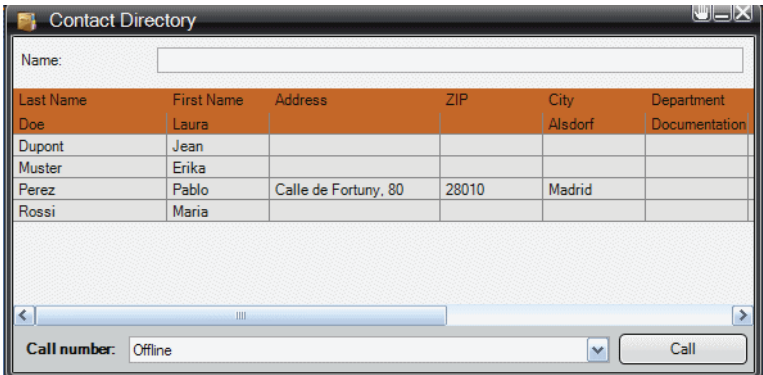 Contact Directory
Name:
Last Name First Name Address ZIP City Department
Doe Laura Alsdorf Documentation
Dupont Jean
Muster Erika
Perez Pablo Calle de Fortuny, 80 28010 Madrid
Rossi Maria
Call number: Offline Call